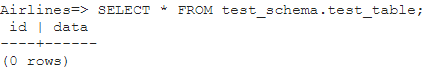 Airlines=> SELECT * FROM test_schema.test_table;
 id | data
----+------
(0 rows)